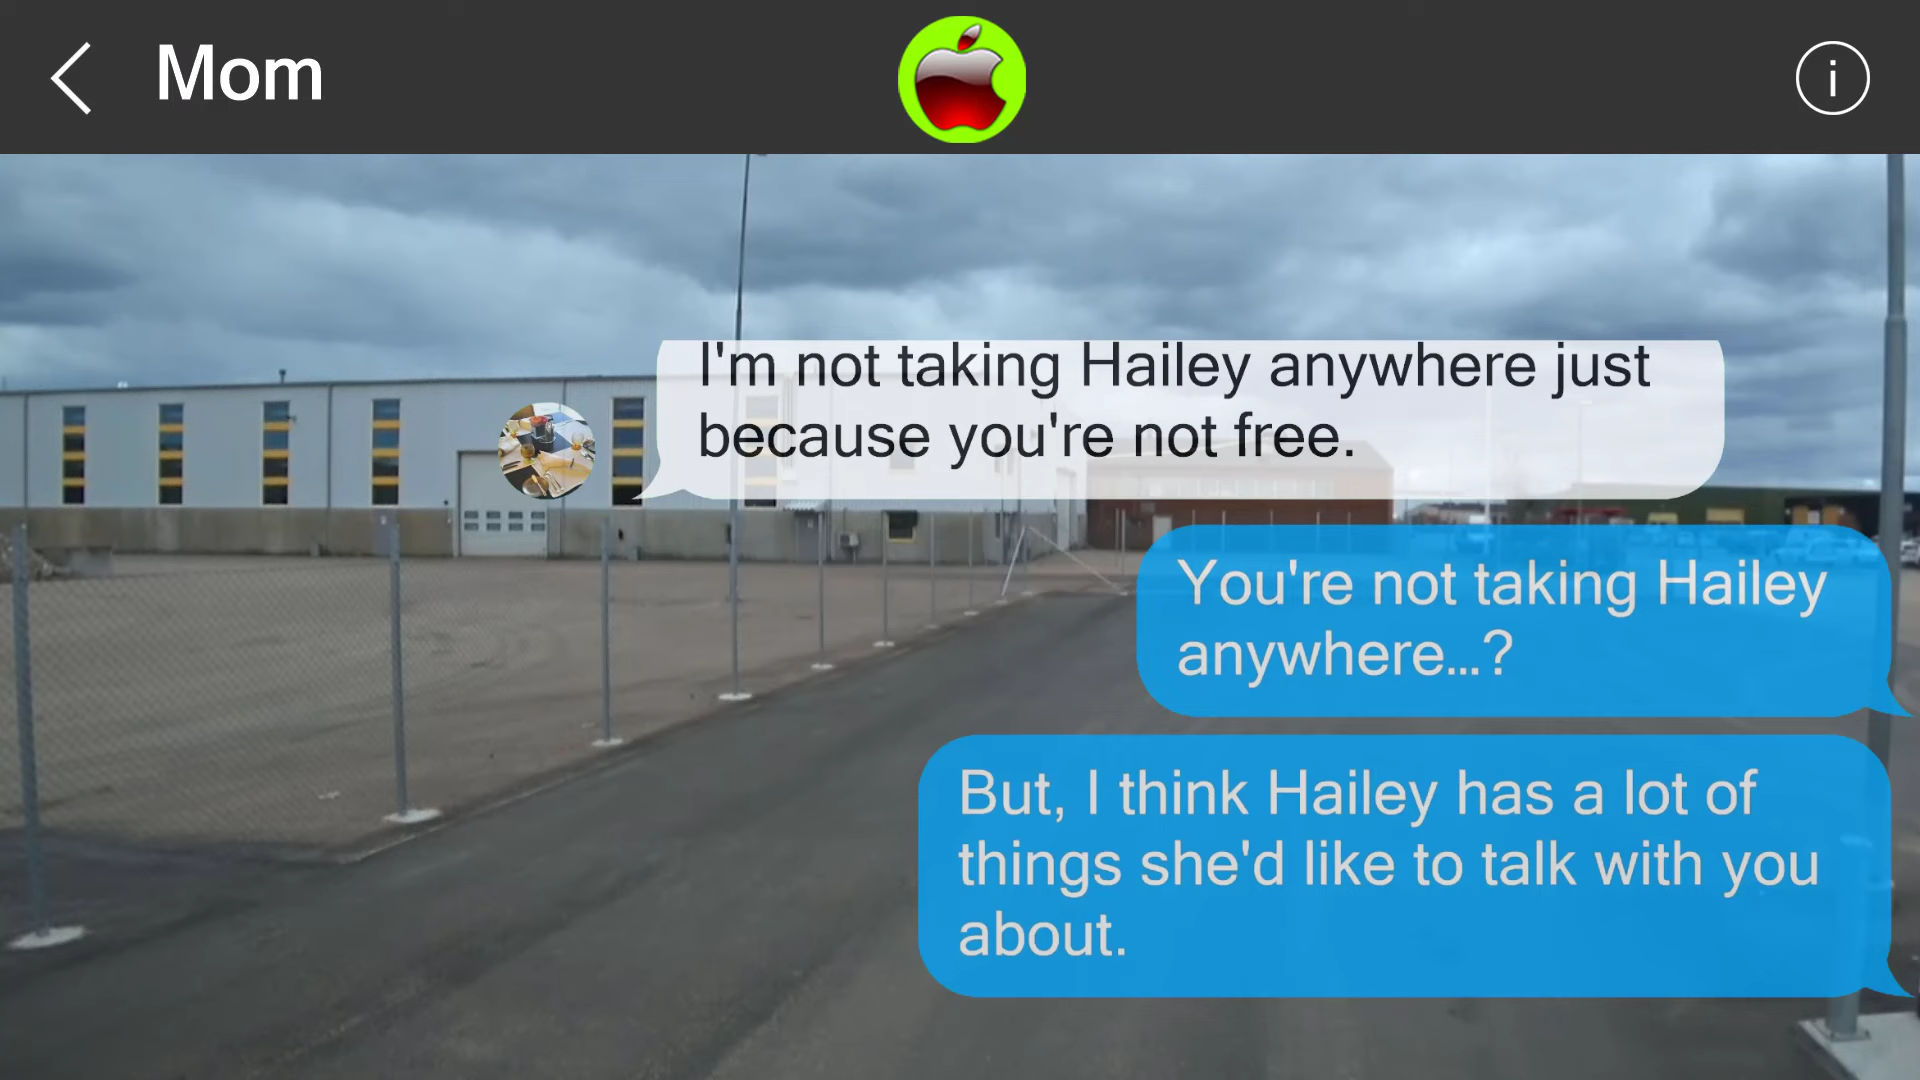 Mom
i
I'm not taking Hailey anywhere just
because you're not free.
You're not taking Hailey
anywhere...?
But, I think Hailey has a lot of
things she'd like to talk with you
about.